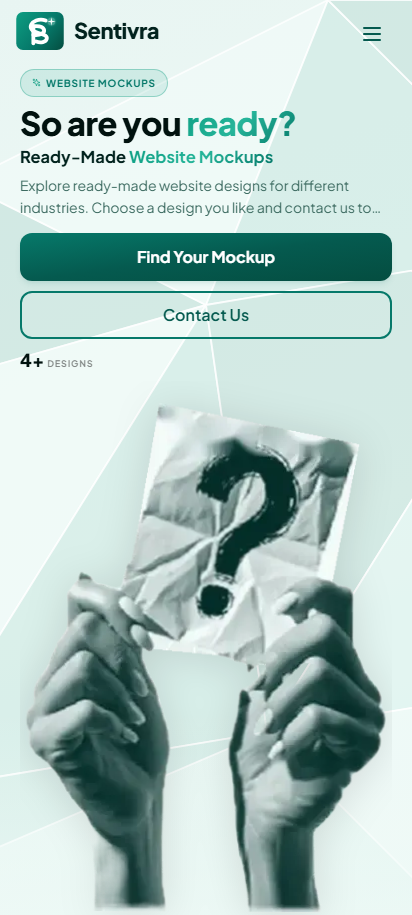 Sentivra
WEBSITE MOCKUPS
So are you ready?
Ready-Made Website Mockups
Explore ready-made website designs for different
industries. Choose a design you like and contact us to…
Find Your Mockup
Contact Us
4+ DESIGNS
?